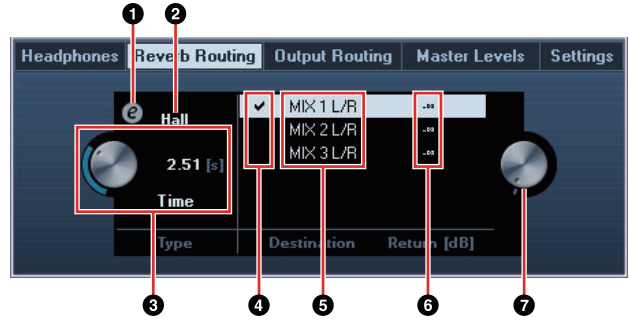 1 2
Headphones Reverb Routing Output Routing Master Levels Settings
e Hall ✔ MIX 1 L/R -∞
MIX 2 L/R -∞
2.51 [s] MIX 3 L/R -∞
Time
Type Destination Return [dB]
3 4 5 6 7